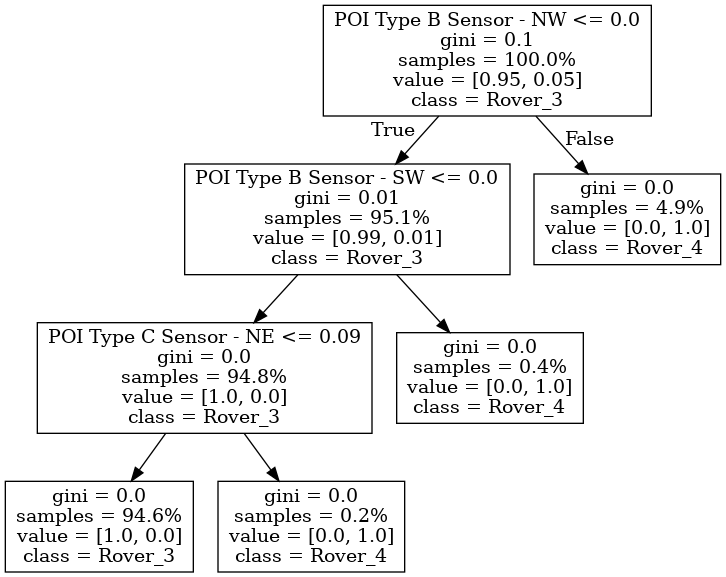 POI Type B Sensor - NW <= 0.0
gini = 0.1
samples = 100.0%
value = [0.95, 0.05]
class = Rover_3
True
False
POI Type B Sensor - SW <= 0.0
gini = 0.01
samples = 95.1%
value = [0.99, 0.01]
class = Rover_3
gini = 0.0
samples = 4.9%
value = [0.0, 1.0]
class = Rover_4
POI Type C Sensor - NE <= 0.09
gini = 0.0
samples = 94.8%
value = [1.0, 0.0]
class = Rover_3
gini = 0.0
samples = 0.4%
value = [0.0, 1.0]
class = Rover_4
gini = 0.0
samples = 94.6%
value = [1.0, 0.0]
class = Rover_3
gini = 0.0
samples = 0.2%
value = [0.0, 1.0]
class = Rover_4